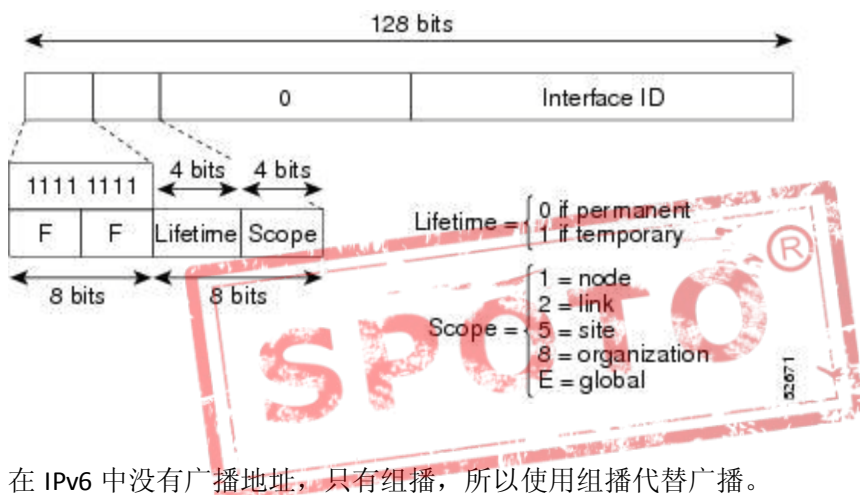 128 bits
0 Interface ID
4 bits 4 bits
1111 1111
F F Lifetime Scope
8 bits 8 bits
Lifetime = 0 if permanent
1 if temporary
Scope = 1 = node
2 = link
5 = site
8 = organization
E = global
52671
SPOTO
®
在 IPv6 中没有广播地址，只有组播，所以使用组播代替广播。